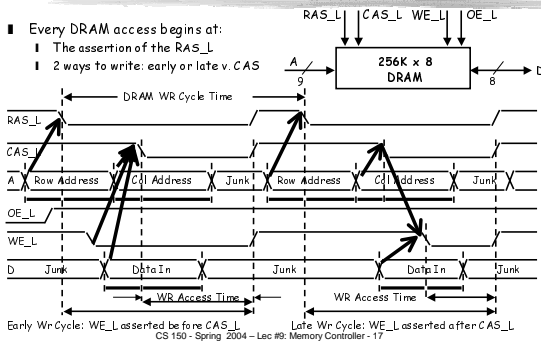 RAS_L CAS_L WE_L OE_L
Every DRAM access begins at:
The assertion of the RAS_L
2 ways to write: early or late v. CAS
A
9
256K x 8
DRAM
8
D
DRAM WR Cycle Time
RAS_L
CAS_L
A Row Address Col Address Junk Row Address Col Address Junk
OE_L
WE_L
D Junk Data In Junk Data In Junk
WR Access Time WR Access Time
Early Wr Cycle: WE_L asserted before CAS_L Late Wr Cycle: WE_L asserted after CAS_L
CS 150 - Spring 2004 – Lec #9: Memory Controller - 17